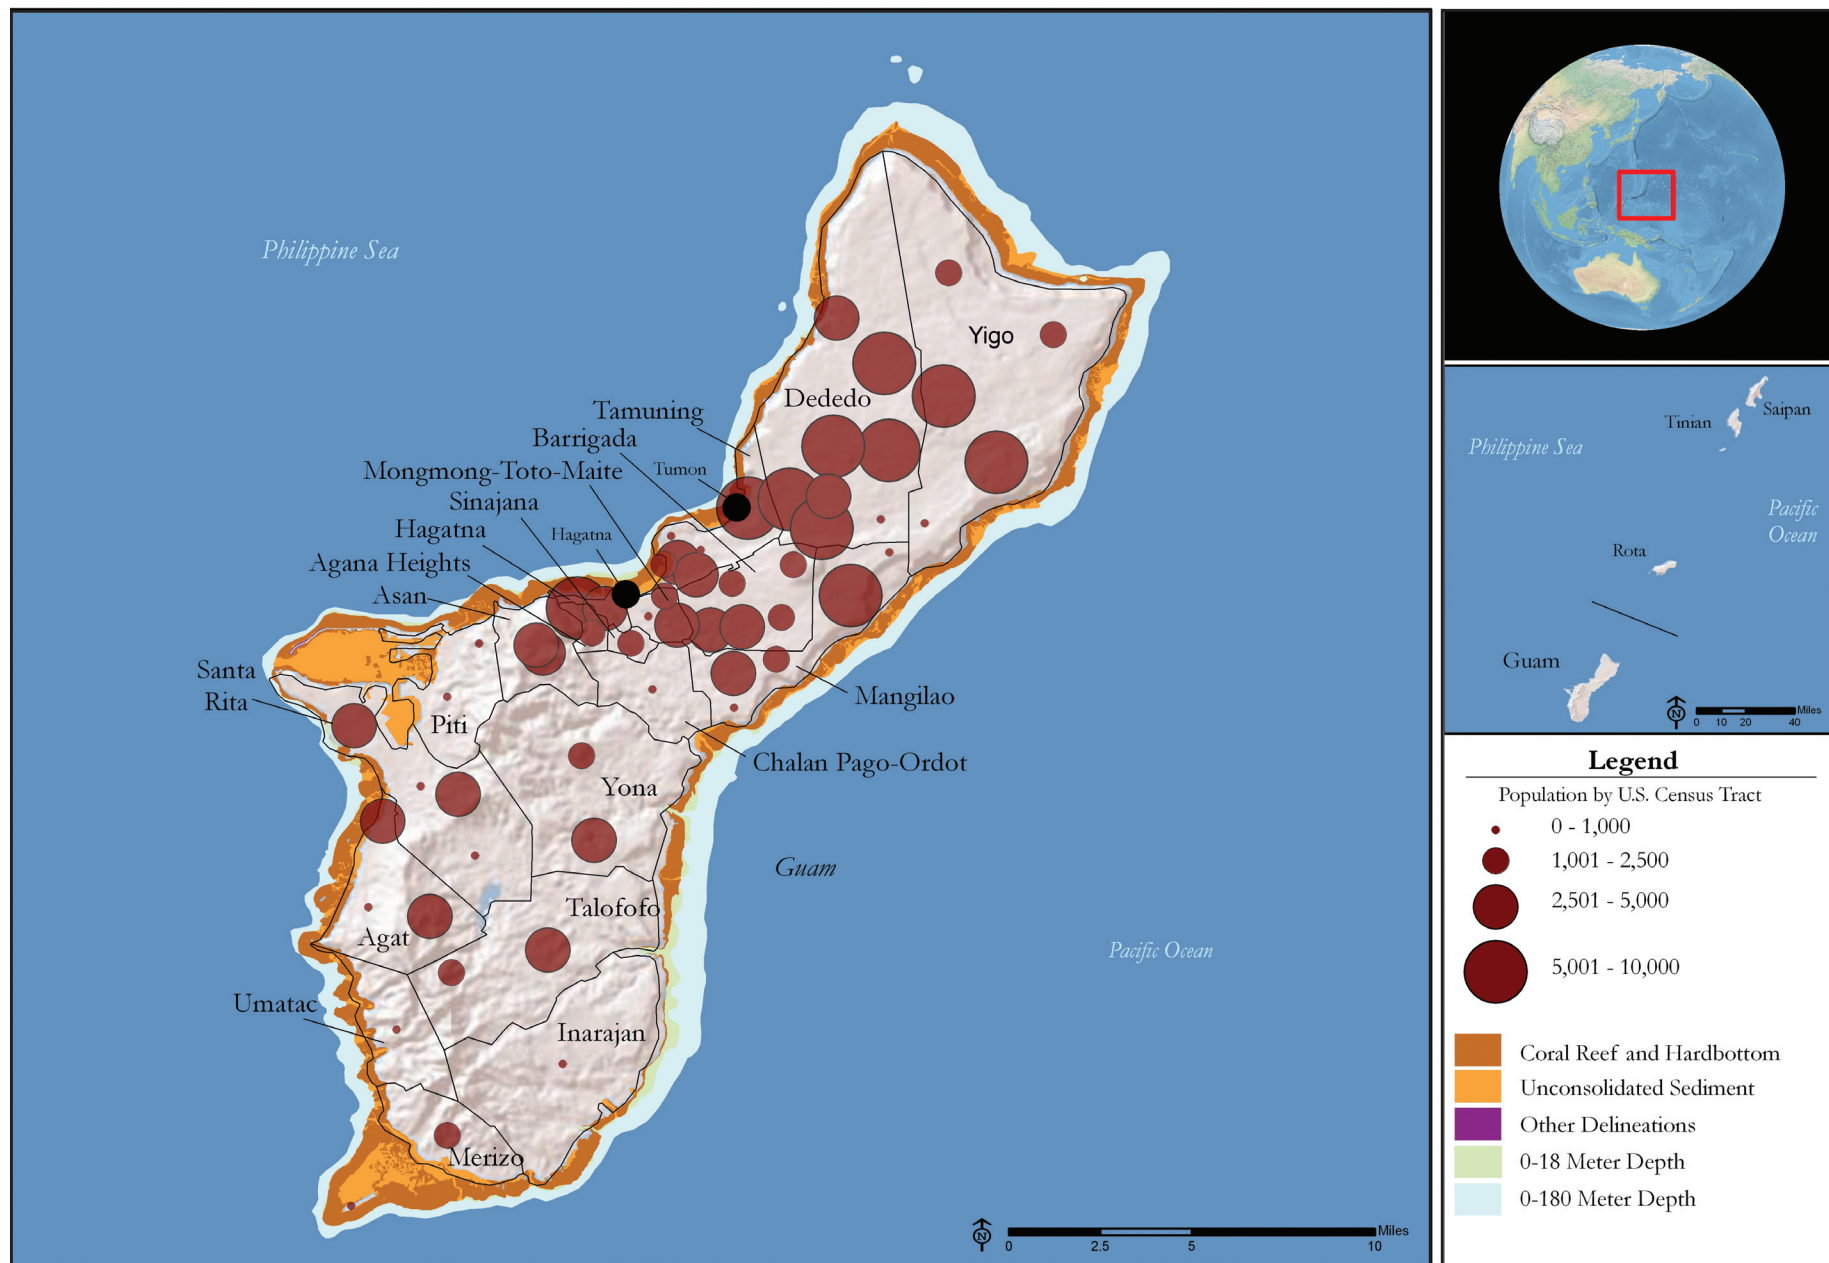 Philippine Sea
Yigo
Dededo
Tamuning
Barrigada
Mongmong-Toto-Maite
Tumon
Sinajana
Hagatna
Hagatna
Agana Heights
Asan
Santa
Rita
Piti
Mangilao
Chalan Pago-Ordot
Yona
Guam
Talofofo
Agat
Pacific Ocean
Umatac
Inarajan
Merizo
N
0 2.5 5 10 Miles
Saipan
Tinian
Philippine Sea
Pacific
Ocean
Rota
Guam
N
0 10 20 40 Miles
Legend
Population by U.S. Census Tract
0 - 1,000
1,001 - 2,500
2,501 - 5,000
5,001 - 10,000
Coral Reef and Hardbottom
Unconsolidated Sediment
Other Delineations
0-18 Meter Depth
0-180 Meter Depth